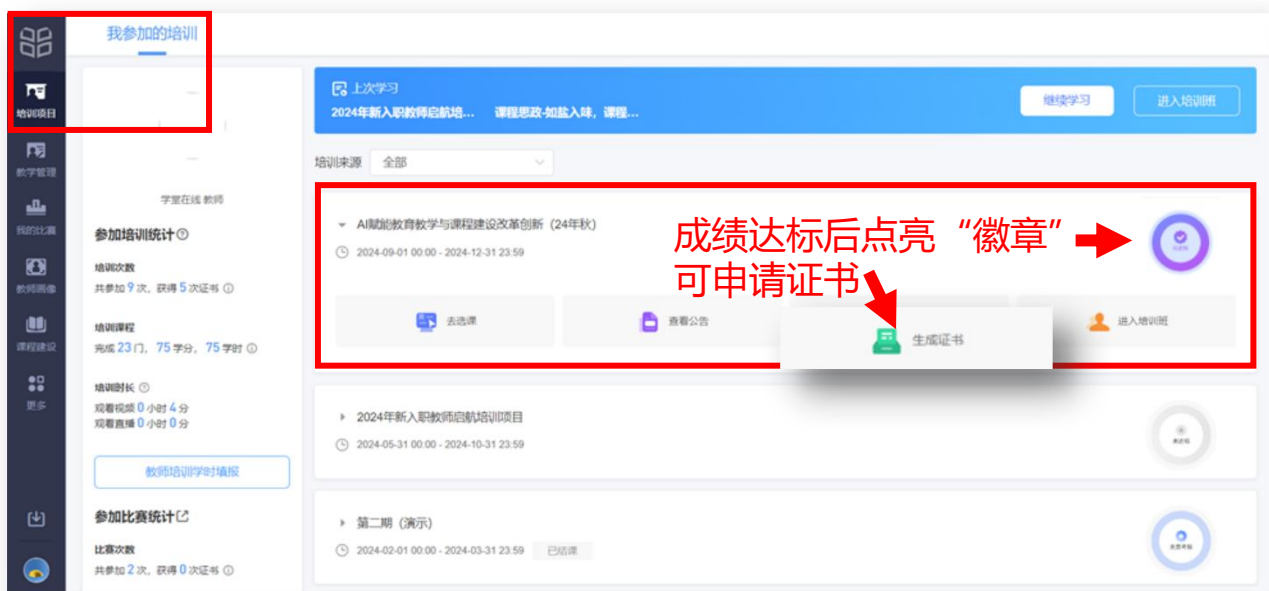 我参加的培训
培训项目
教学管理
我的比赛
教师画像
课程建设
更多
学堂在线 教师
参加培训统计
培训次数
共参加 9 次，获得 5 次证书
培训课程
完成 23 门，75 学分，75 学时
培训时长
观看视频 0 小时 4 分
观看直播 0 小时 0 分
教师培训学时填报
参加比赛统计
比赛次数
共参加 2 次，获得 0 次证书
上次学习
2024年新入职教师启航培... 课程思政-如盐入味，课程...
继续学习
进入培训班
培训来源 全部
AI赋能教育教学与课程建设改革创新（24年秋）
2024-09-01 00:00 - 2024-12-31 23:59
成绩达标后点亮“徽章”
可申请证书
去选课
查看公告
生成证书
进入培训班
2024年新入职教师启航培训项目
2024-05-31 00:00 - 2024-10-31 23:59
未达标
第二期（演示）
2024-02-01 00:00 - 2024-03-31 23:59 已结课